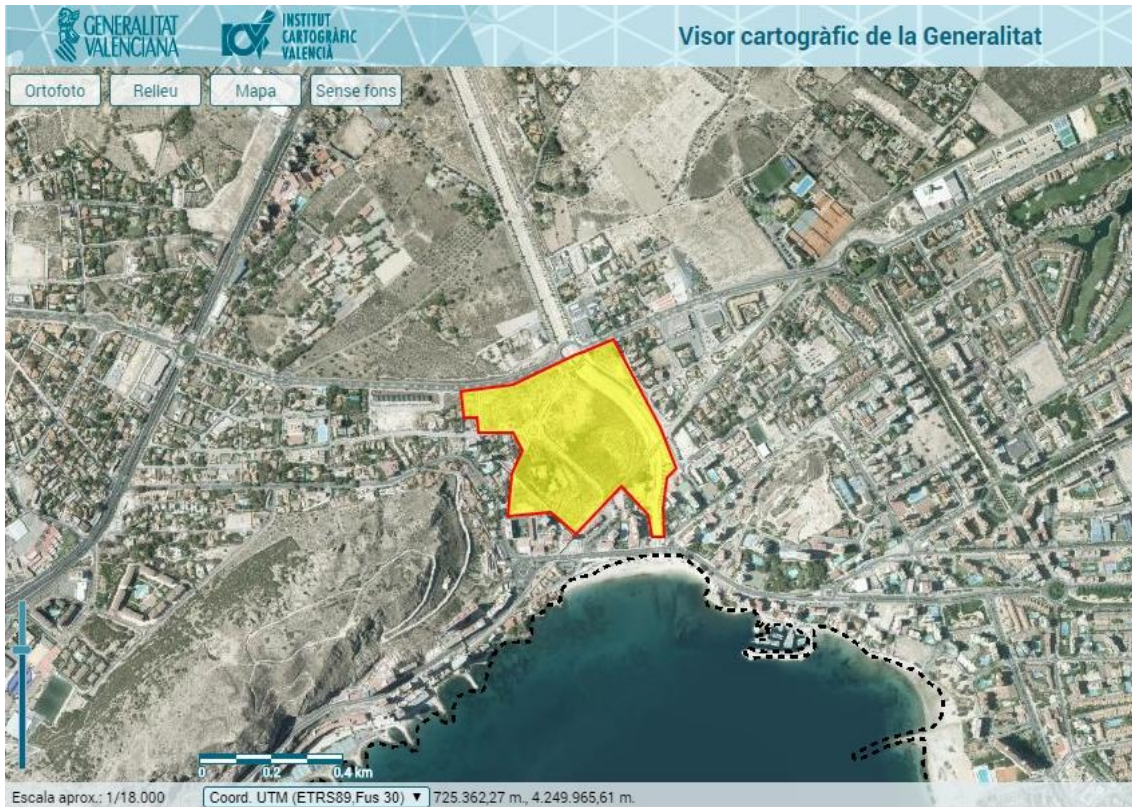 GENERALITAT
VALENCIANA
INSTITUT
CARTOGRÀFIC
VALENCIÀ
Visor cartogràfic de la Generalitat
Ortofoto
Relleu
Mapa
Sense fons
0 0.2 0.4 km
Escala aprox.: 1/18.000 Coord. UTM (ETRS89,Fus 30) ▼ 725.362,27 m., 4.249.965,61 m.